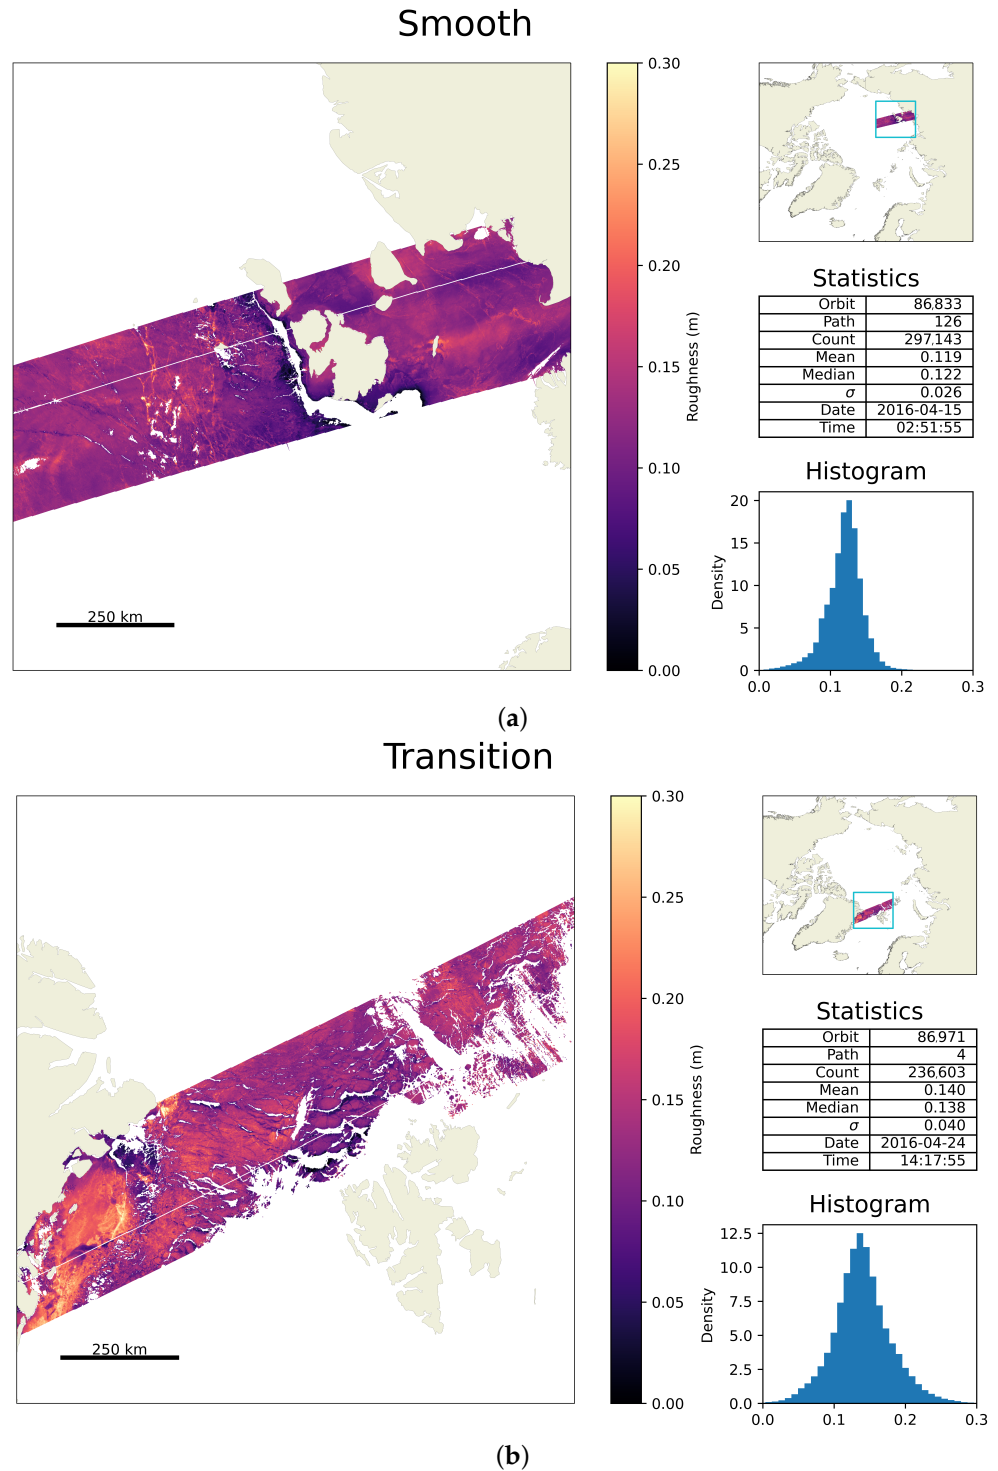 Smooth
0.30
0.25
0.20
0.15
0.10
0.05
0.00
Roughness (m)
250 km
Statistics
Orbit 86,833
Path 126
Count 297,143
Mean 0.119
Median 0.122
σ 0.026
Date 2016-04-15
Time 02:51:55
Histogram
20
15
10
5
0
Density
0.0 0.1 0.2 0.3
(a)
Transition
0.30
0.25
0.20
0.15
0.10
0.05
0.00
Roughness (m)
250 km
Statistics
Orbit 86,971
Path 4
Count 236,603
Mean 0.140
Median 0.138
σ 0.040
Date 2016-04-24
Time 14:17:55
Histogram
12.5
10.0
7.5
5.0
2.5
0.0
Density
0.0 0.1 0.2 0.3
(b)